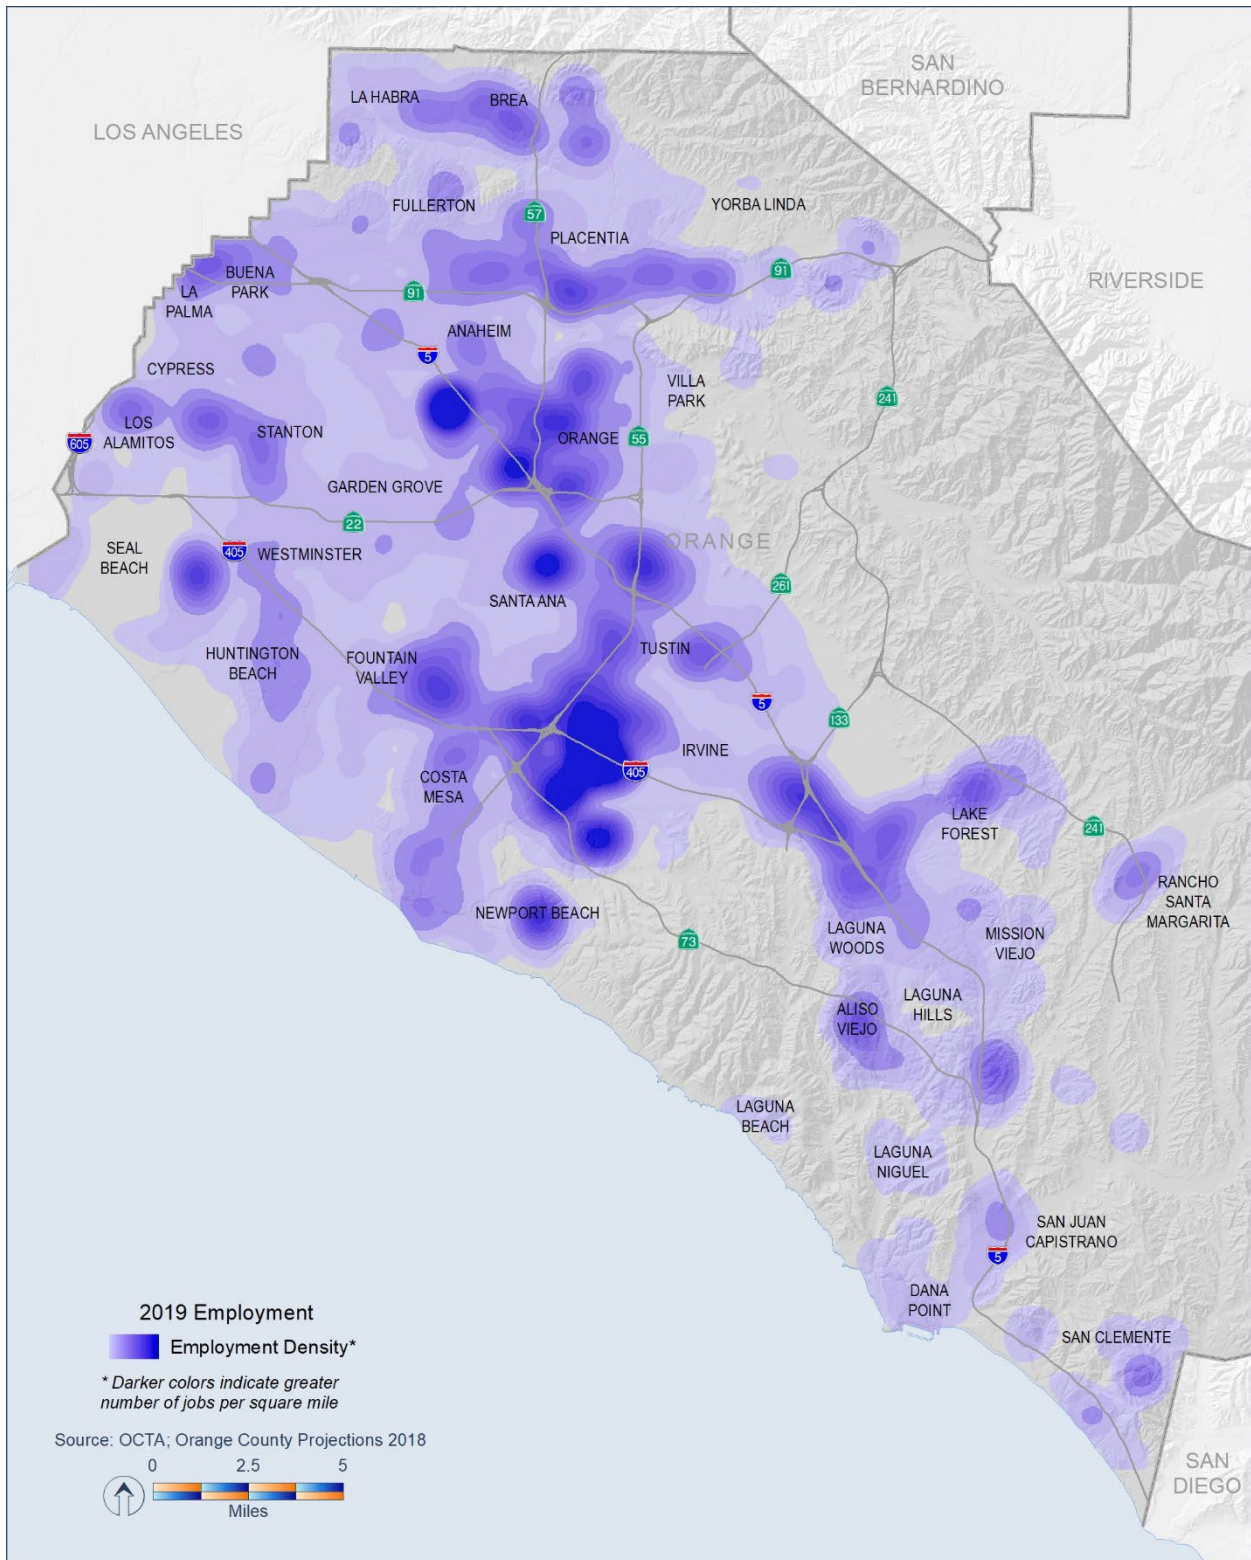 SAN
BERNARDINO
LOS ANGELES
LA HABRA
BREA
FULLERTON
57
YORBA LINDA
PLACENTIA
91
RIVERSIDE
BUENA
PARK
LA
PALMA
91
ANAHEIM
5
CYPRESS
VILLA
PARK
241
LOS
ALAMITOS
STANTON
ORANGE
55
605
GARDEN GROVE
22
SEAL
BEACH
405
WESTMINSTER
ORANGE
261
SANTA ANA
TUSTIN
HUNTINGTON
BEACH
FOUNTAIN
VALLEY
5
133
IRVINE
405
COSTA
MESA
LAKE
FOREST
241
RANCHO
SANTA
MARGARITA
NEWPORT BEACH
73
LAGUNA
WOODS
MISSION
VIEJO
LAGUNA
HILLS
ALISO
VIEJO
LAGUNA
BEACH
LAGUNA
NIGUEL
SAN JUAN
CAPISTRANO
5
DANA
POINT
SAN CLEMENTE
SAN
DIEGO
2019 Employment
Employment Density*
* Darker colors indicate greater
number of jobs per square mile
Source: OCTA; Orange County Projections 2018
0 2.5 5
Miles